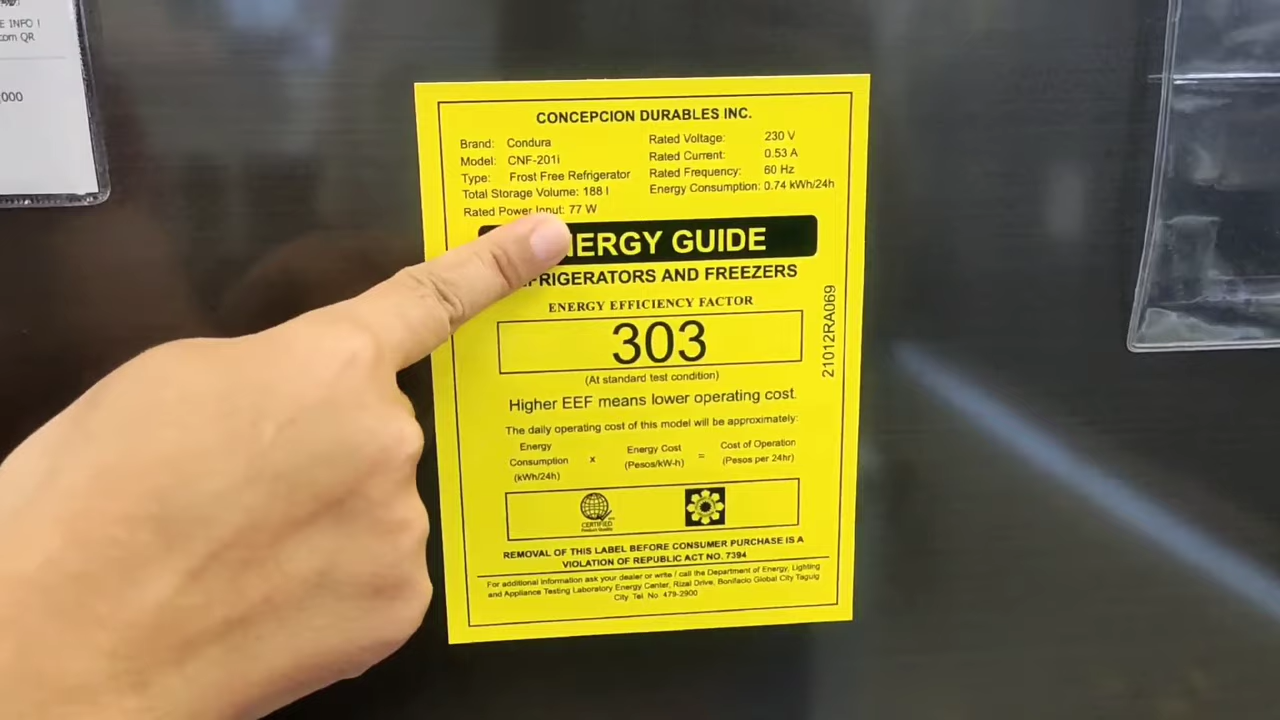 E INFO !
com QR
,000
CONCEPCION DURABLES INC.
Brand: Condura
Model: CNF-201i
Type: Frost Free Refrigerator
Total Storage Volume: 188 l
Rated Power Input: 77 W
Rated Voltage: 230 V
Rated Current: 0.53 A
Rated Frequency: 60 Hz
Energy Consumption: 0.74 kWh/24h
NERGY GUIDE
FRIGERATORS AND FREEZERS
ENERGY EFFICIENCY FACTOR
303
(At standard test condition)
Higher EEF means lower operating cost.
The daily operating cost of this model will be approximately:
Energy Consumption (kWh/24h) x Energy Cost (Pesos/kW-h) = Cost of Operation (Pesos per 24hr)
CERTIFIED
Product Quality
REMOVAL OF THIS LABEL BEFORE CONSUMER PURCHASE IS A
VIOLATION OF REPUBLIC ACT NO. 7394
For additional information ask your dealer or write / call the Department of Energy, Lighting
and Appliance Testing Laboratory Energy Center, Rizal Drive, Bonifacio Global City Taguig
City Tel. No. 479-2900
21012RA069